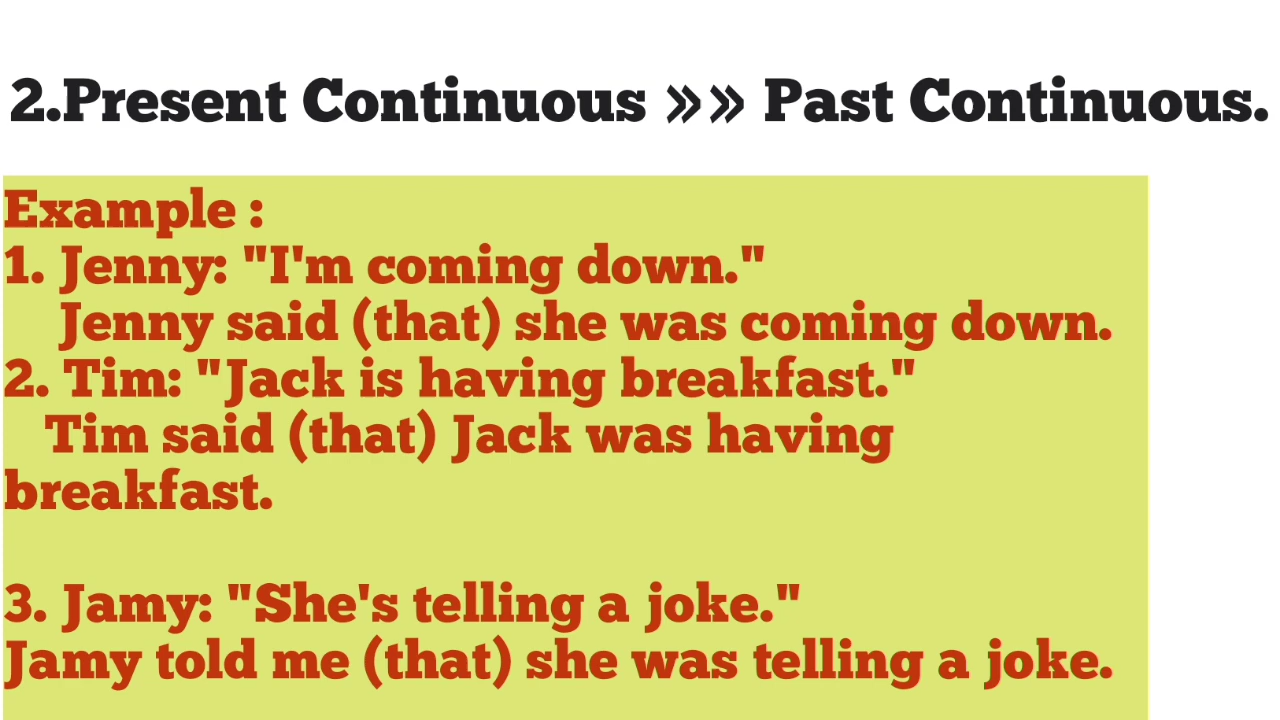 2.Present Continuous »» Past Continuous.
Example :
1. Jenny: "I'm coming down."
Jenny said (that) she was coming down.
2. Tim: "Jack is having breakfast."
Tim said (that) Jack was having
breakfast.
3. Jamy: "She's telling a joke."
Jamy told me (that) she was telling a joke.